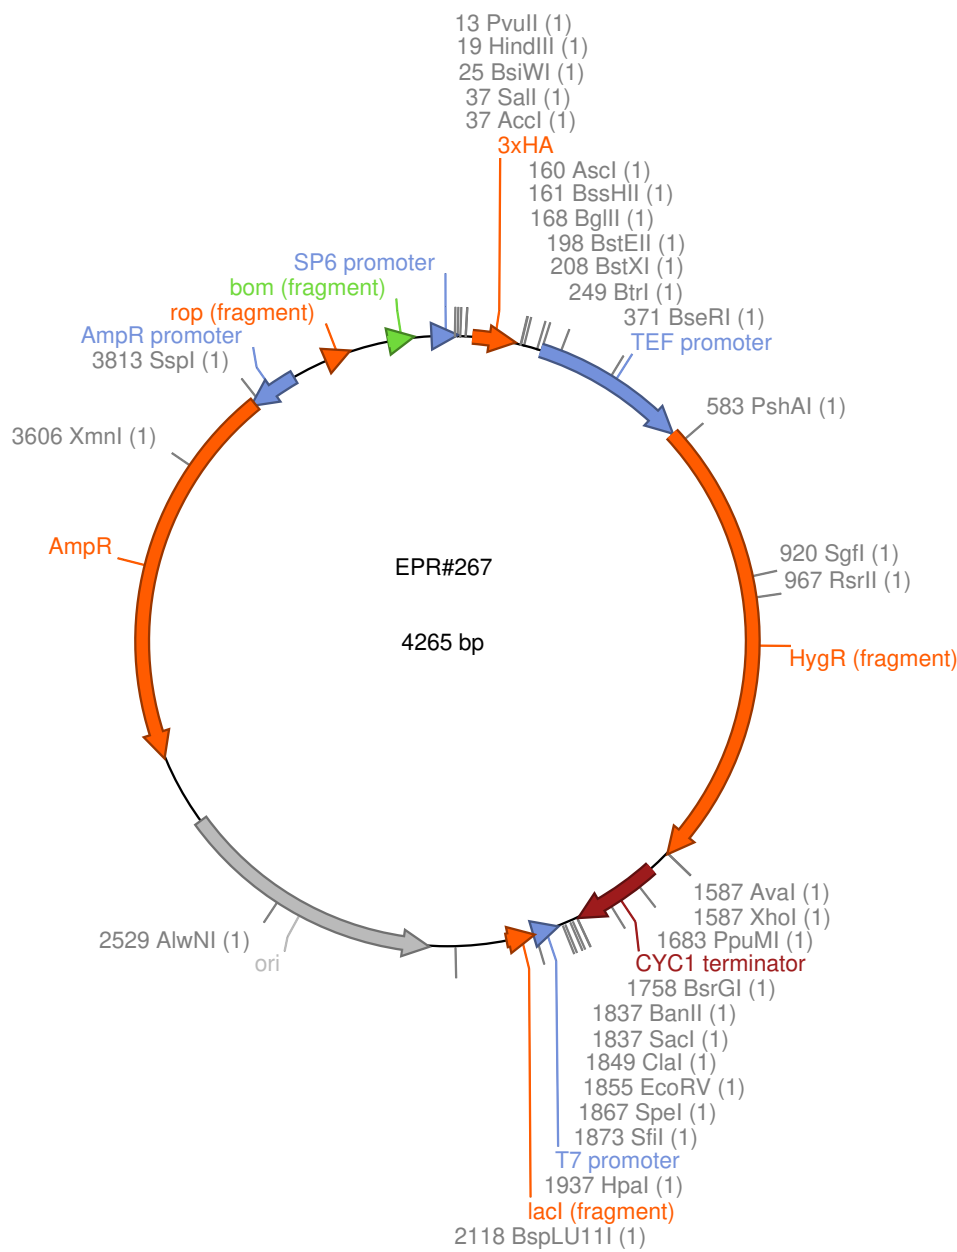 13 PvuII (1)
19 HindIII (1)
25 BsiWI (1)
37 SalI (1)
37 AccI (1)
3xHA
160 AscI (1)
161 BssHII (1)
168 BglII (1)
198 BstEII (1)
208 BstXI (1)
249 BtrI (1)
371 BseRI (1)
TEF promoter
583 PshAI (1)
920 SgfI (1)
967 RsrII (1)
HygR (fragment)
1587 AvaI (1)
1587 XhoI (1)
1683 PpuMI (1)
CYC1 terminator
1758 BsrGI (1)
1837 BanII (1)
1837 SacI (1)
1849 ClaI (1)
1855 EcoRV (1)
1867 SpeI (1)
1873 SfiI (1)
T7 promoter
1937 HpaI (1)
lacI (fragment)
2118 BspLU11I (1)
ori
2529 AlwNI (1)
AmpR
3606 XmnI (1)
3813 SspI (1)
AmpR promoter
rop (fragment)
bom (fragment)
SP6 promoter
EPR#267
4265 bp